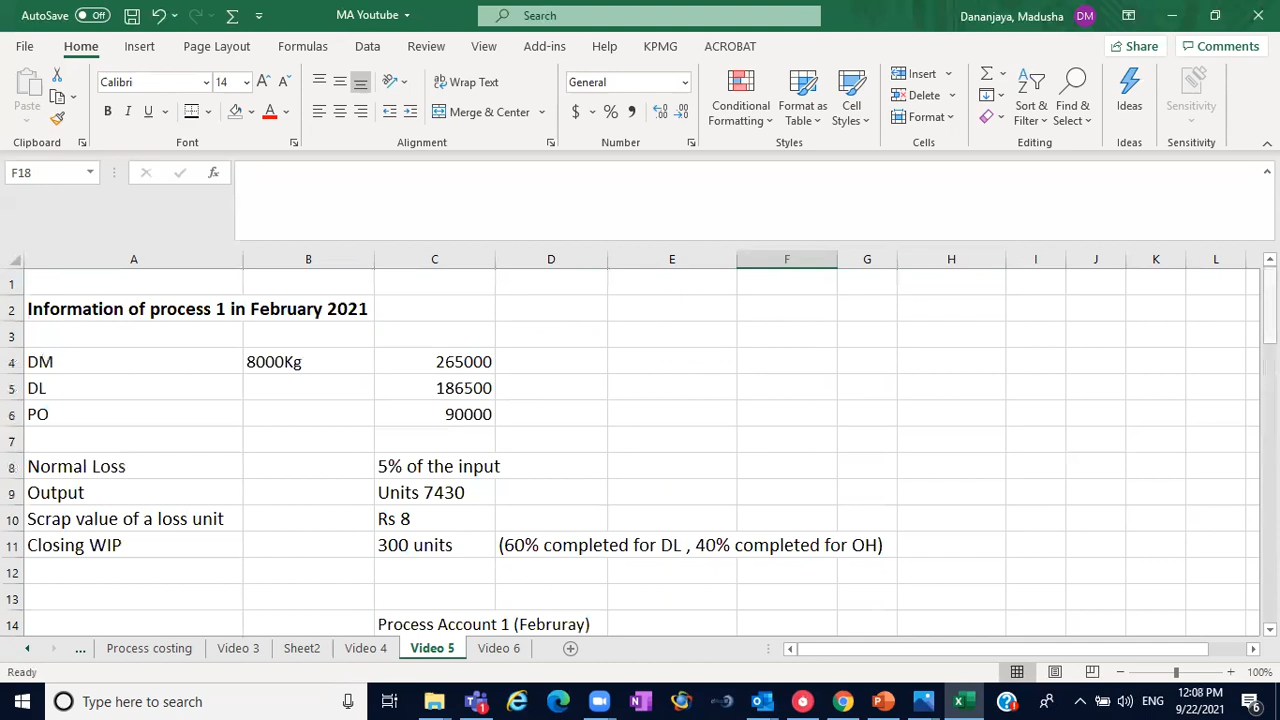 AutoSave Off MA Youtube Search Dananjaya, Madusha DM
File Home Insert Page Layout Formulas Data Review View Add-ins Help KPMG ACROBAT Share Comments
Paste Calibri 14 Wrap Text General Insert
Merge & Center Conditional Formatting Format as Table Cell Styles Delete Sort & Filter Find & Select Ideas Sensitivity
Format
Clipboard Font Alignment Number Styles Cells Editing Ideas Sensitivity
F18 fx
A B C D E F G H I J K L
1
2 Information of process 1 in February 2021
3
4 DM 8000Kg 265000
5 DL 186500
6 PO 90000
7
8 Normal Loss 5% of the input
9 Output Units 7430
10 Scrap value of a loss unit Rs 8
11 Closing WIP 300 units (60% completed for DL , 40% completed for OH)
12
13
14 Process Account 1 (Februray)
... Process costing Video 3 Sheet2 Video 4 Video 5 Video 6
Ready 100%
Type here to search ENG 12:08 PM 9/22/2021 6